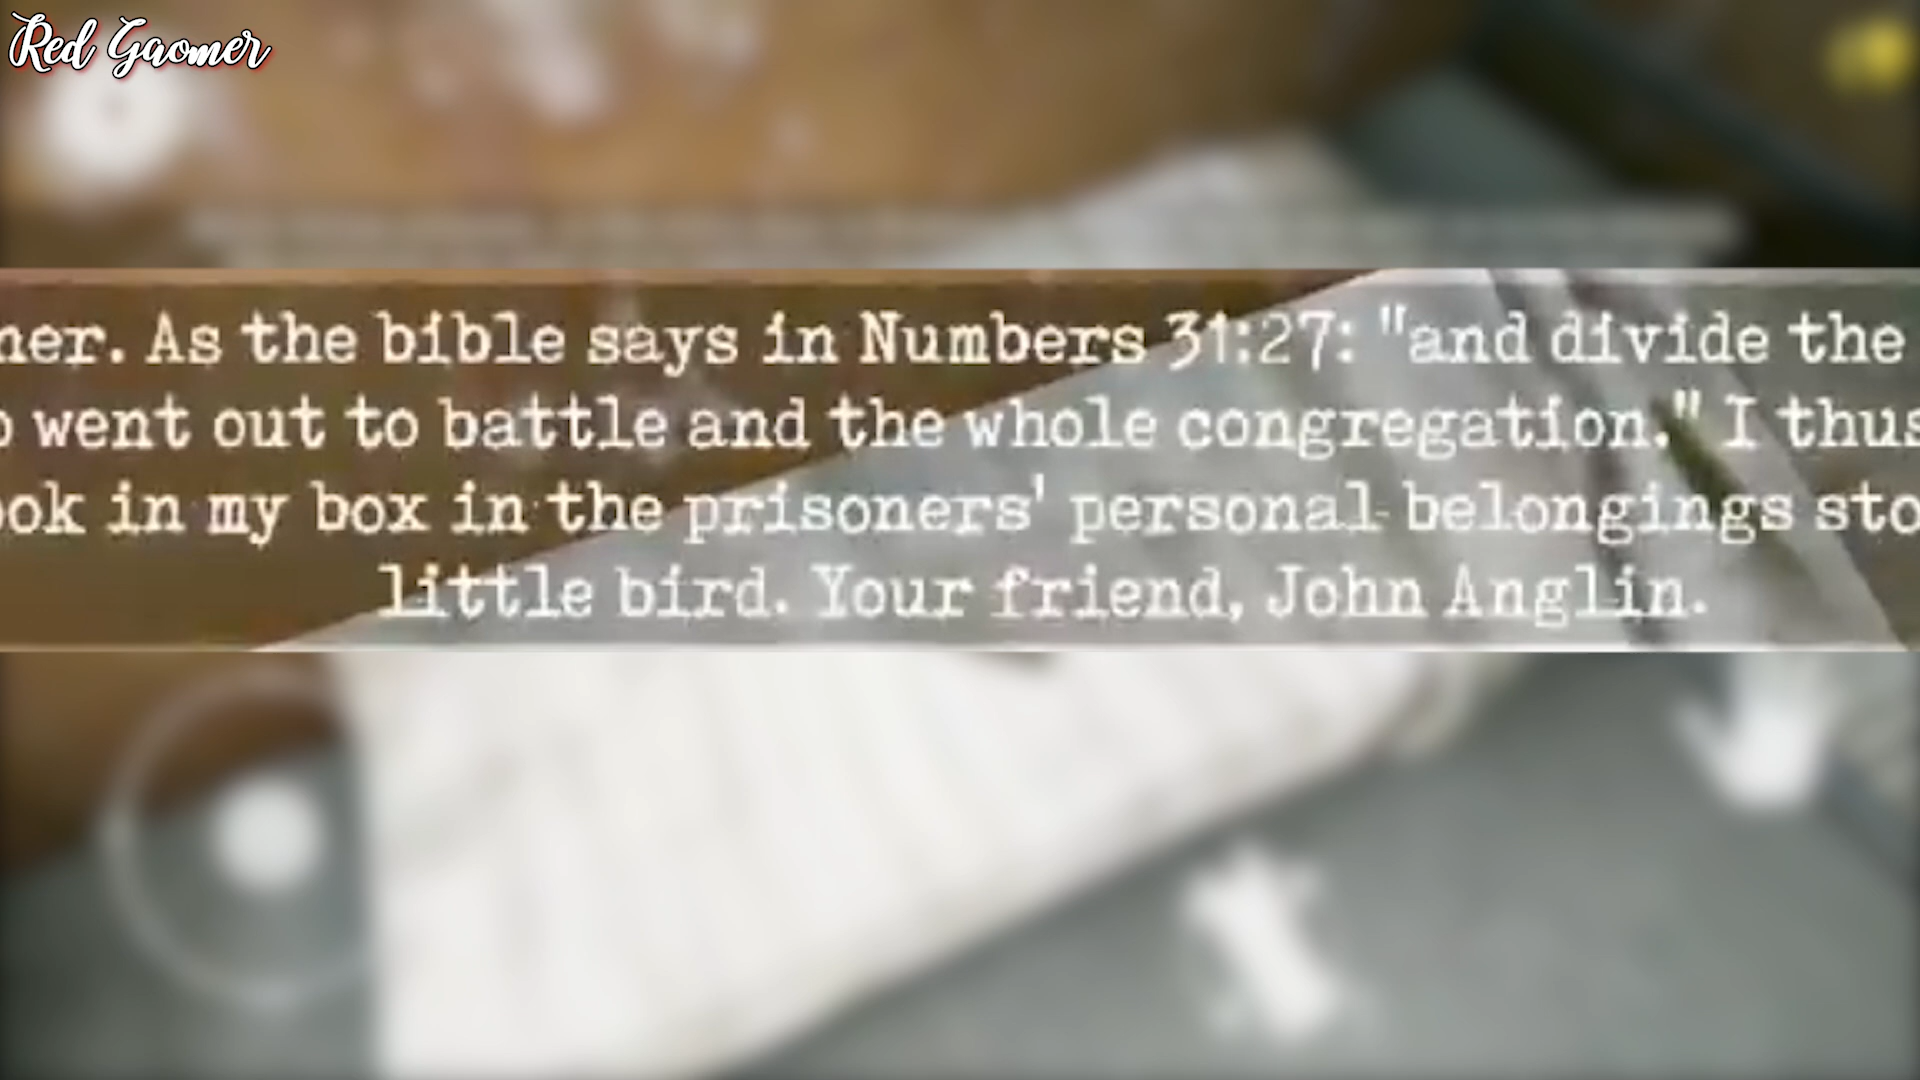 Red Gaomer
ner. As the bible says in Numbers 31:27: "and divide the
o went out to battle and the whole congregation." I thus
ook in my box in the prisoners' personal belongings sto
little bird. Your friend, John Anglin.